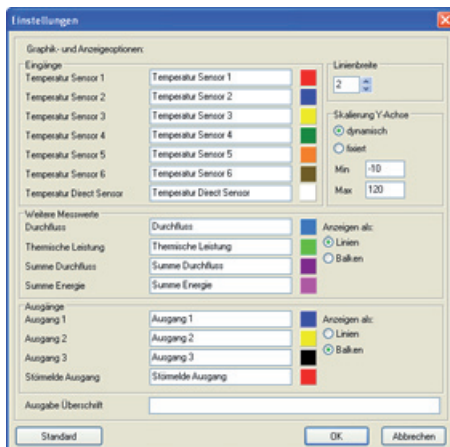 Einstellungen
Graphik- und Anzeigeoptionen:
Eingänge
Temperatur Sensor 1 Temperatur Sensor 1
Temperatur Sensor 2 Temperatur Sensor 2
Temperatur Sensor 3 Temperatur Sensor 3
Temperatur Sensor 4 Temperatur Sensor 4
Temperatur Sensor 5 Temperatur Sensor 5
Temperatur Sensor 6 Temperatur Sensor 6
Temperatur Direct Sensor Temperatur Direct Sensor
Linienbreite
2
Skalierung Y-Achse
dynamisch
fixiert
Min -10
Max 120
Weitere Messwerte
Durchfluss Durchfluss
Thermische Leistung Thermische Leistung
Summe Durchfluss Summe Durchfluss
Summe Energie Summe Energie
Anzeigen als:
Linien
Balken
Ausgänge
Ausgang 1 Ausgang 1
Ausgang 2 Ausgang 2
Ausgang 3 Ausgang 3
Störmelde Ausgang Störmelde Ausgang
Anzeigen als:
Linien
Balken
Ausgabe Überschrift
Standard OK Abbrechen